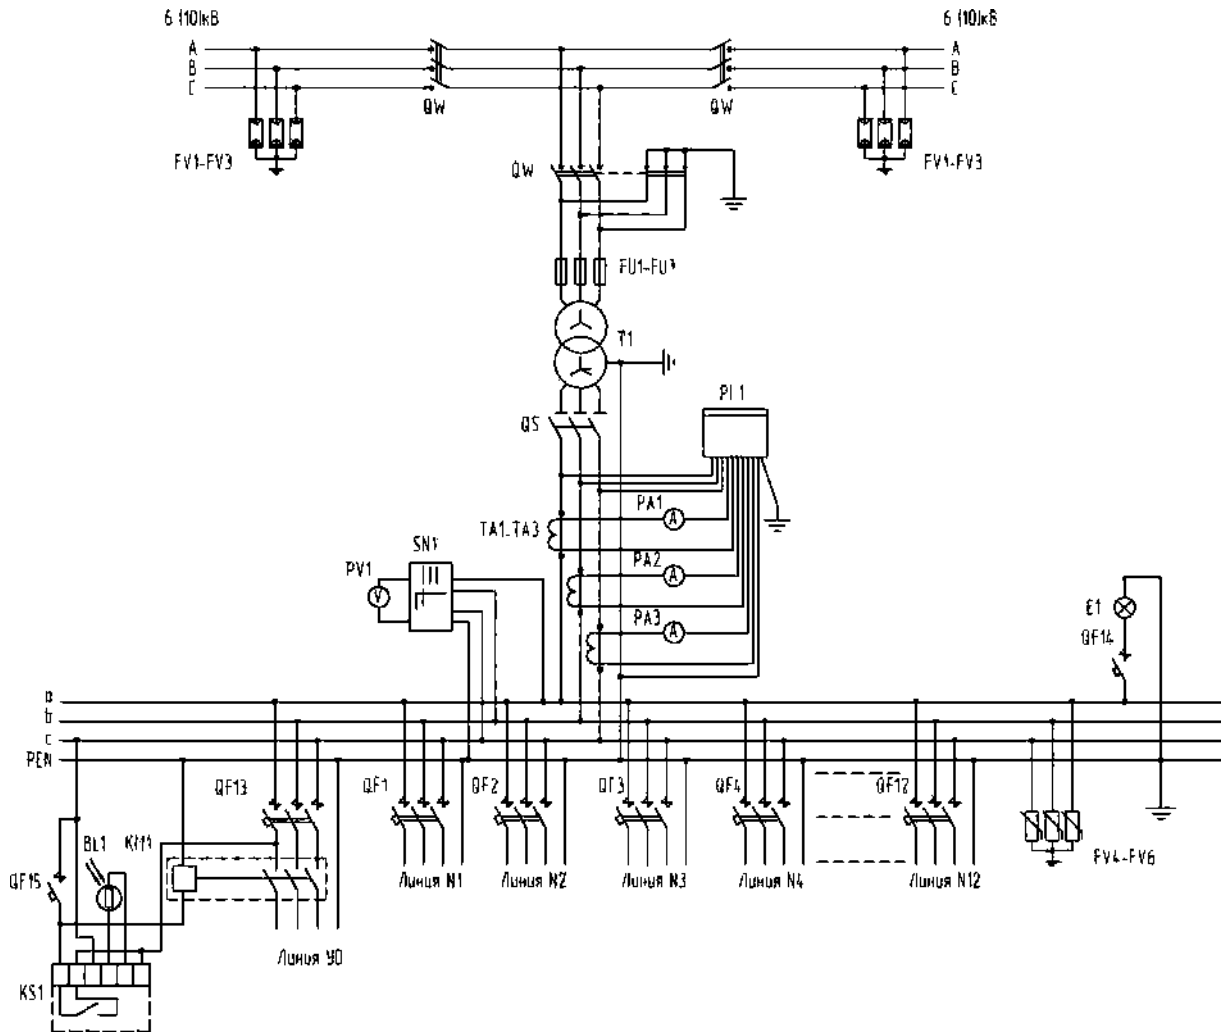 6 (10)кВ
6 (10)кВ
A
A
B
B
C
C
QW
QW
FV1-FV3
FV1-FV3
QW
FU1-FU3
T1
QS
PI1
PA1
TA1-TA3
SN1
PA2
PV1
PA3
E1
QF14
a
b
c
PEN
QF13
QF1
QF2
QF3
QF4
QF12
BL1
KM1
FV4-FV6
QF15
Линия N1
Линия N2
Линия N3
Линия N4
Линия N12
Линия УО
KS1
A
A
A
V